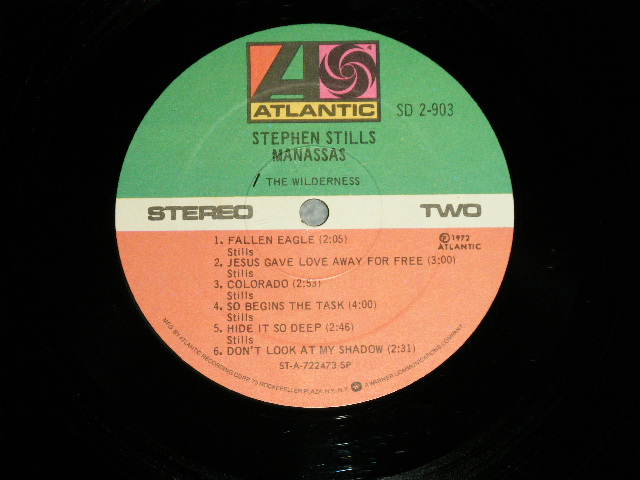 ATLANTIC
SD 2-903
STEPHEN STILLS
MANASSAS
THE WILDERNESS
STEREO TWO
1. FALLEN EAGLE (2:05)
Stills
℗ 1972
ATLANTIC
2. JESUS GAVE LOVE AWAY FOR FREE (3:00)
Stills
3. COLORADO (2:53)
Stills
4. SO BEGINS THE TASK (4:00)
Stills
5. HIDE IT SO DEEP (2:46)
Stills
6. DON'T LOOK AT MY SHADOW (2:31)
ST-A-722473-SP
MFG. BY ATLANTIC RECORDING CORP. 75 ROCKEFELLER PLAZA, N.Y., N.Y. A WARNER COMMUNICATIONS COMPANY